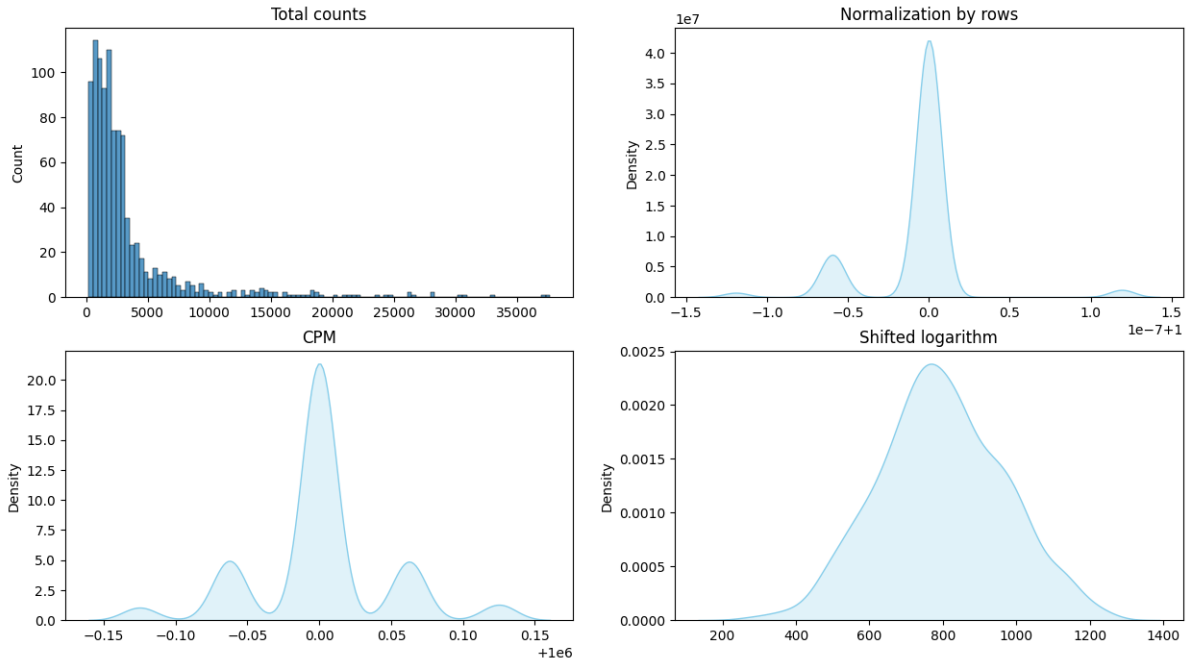 Total counts
Count
100
80
60
40
20
0
0 5000 10000 15000 20000 25000 30000 35000
Normalization by rows
1e7
Density
4.0
3.5
3.0
2.5
2.0
1.5
1.0
0.5
0.0
−1.5 −1.0 −0.5 0.0 0.5 1.0 1.5
1e−7+1
CPM
Density
20.0
17.5
15.0
12.5
10.0
7.5
5.0
2.5
0.0
−0.15 −0.10 −0.05 0.00 0.05 0.10 0.15
+1e6
Shifted logarithm
Density
0.0025
0.0020
0.0015
0.0010
0.0005
0.0000
200 400 600 800 1000 1200 1400